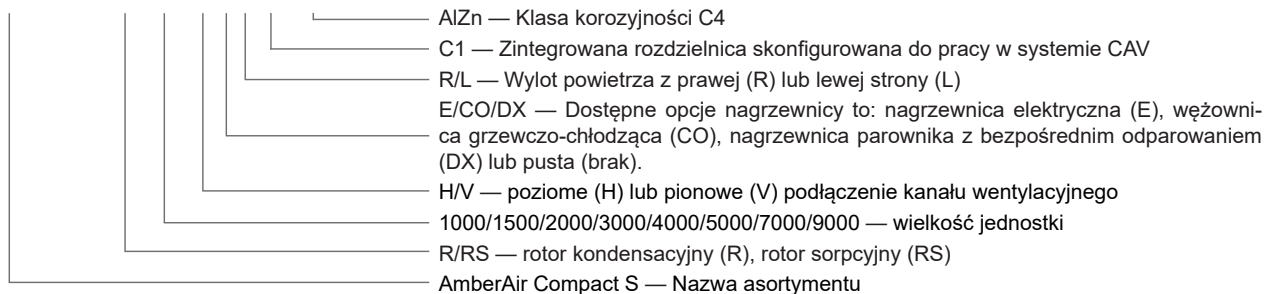 AlZn — Klasa korozyjności C4
C1 — Zintegrowana rozdzielnica skonfigurowana do pracy w systemie CAV
R/L — Wylot powietrza z prawej (R) lub lewej strony (L)
E/CO/DX — Dostępne opcje nagrzewnicy to: nagrzewnica elektryczna (E), wężowni-
ca grzewczo-chłodząca (CO), nagrzewnica parownika z bezpośrednim odparowaniem
(DX) lub pusta (brak).
H/V — poziome (H) lub pionowe (V) podłączenie kanału wentylacyjnego
1000/1500/2000/3000/4000/5000/7000/9000 — wielkość jednostki
R/RS — rotor kondensacyjny (R), rotor sorpcyjny (RS)
AmberAir Compact S — Nazwa asortymentu